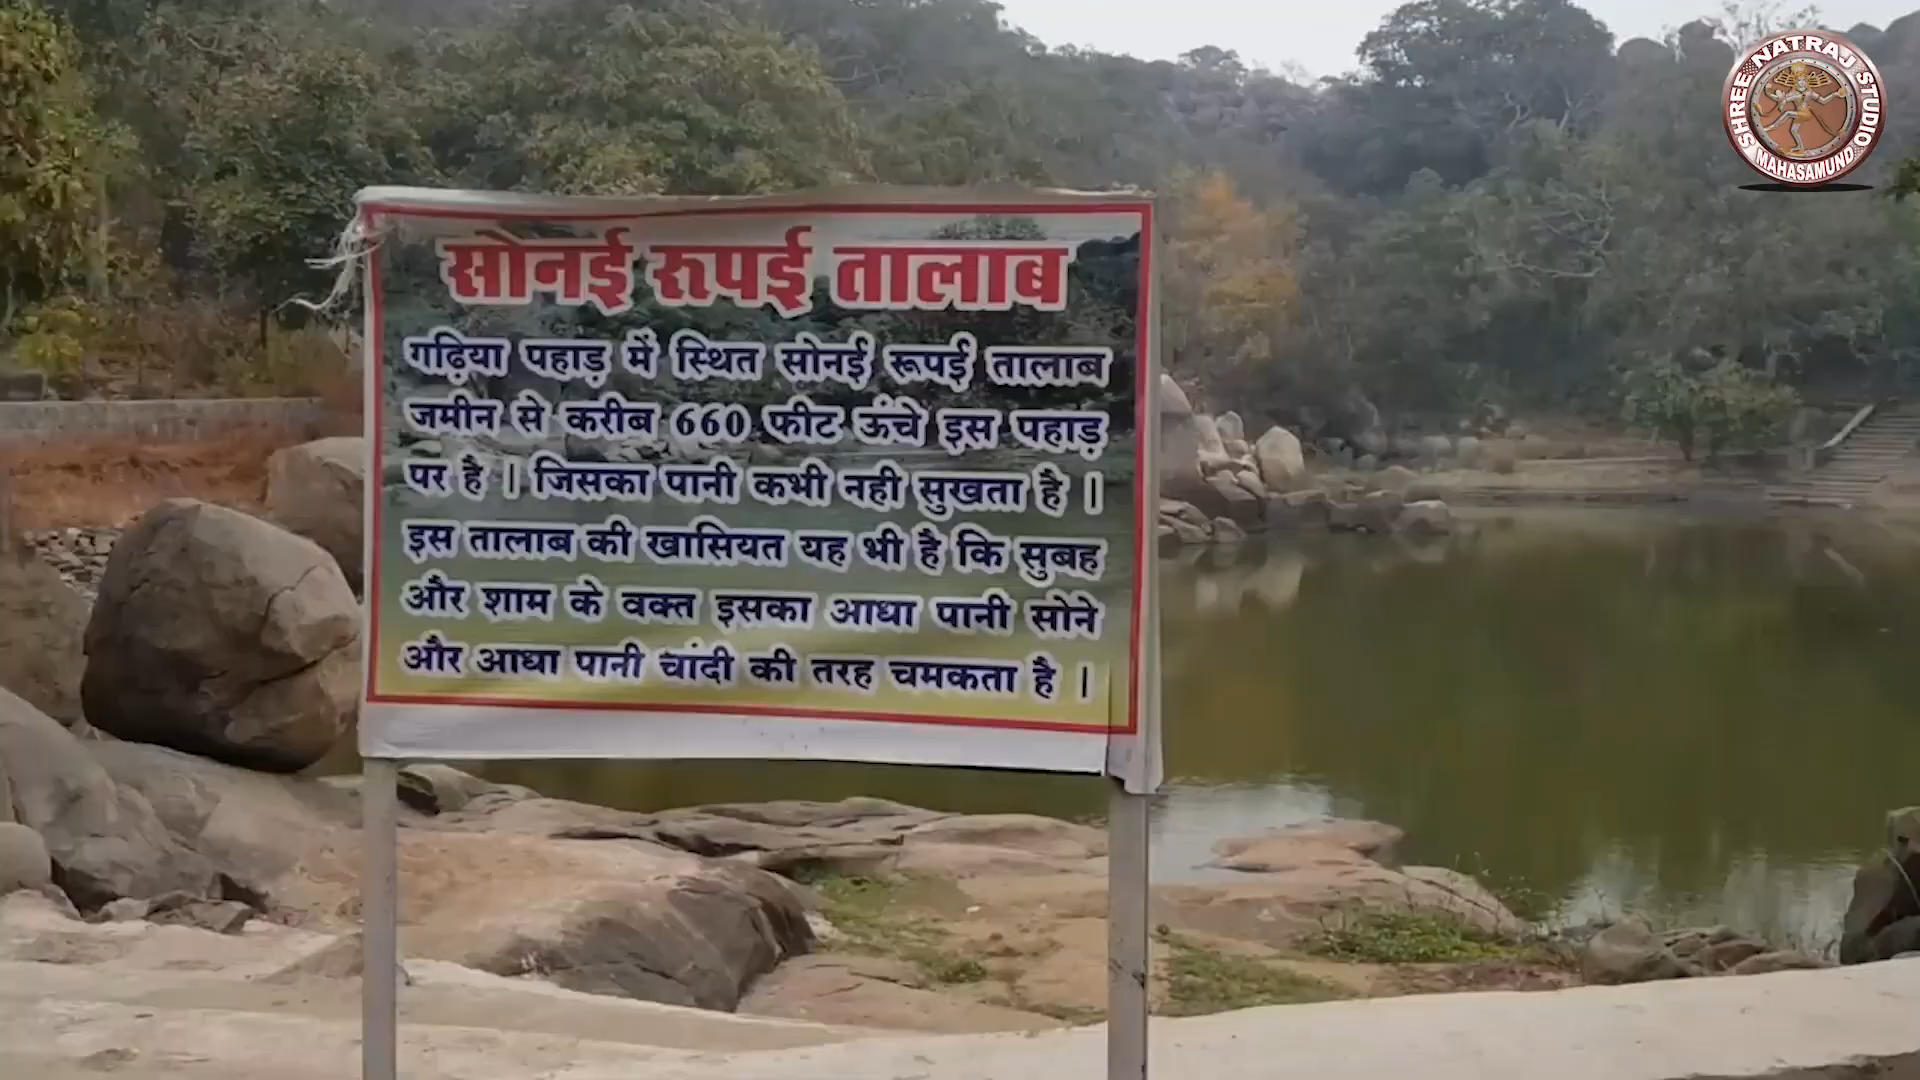 सोनई रूपई तालाब
गढ़िया पहाड़ में स्थित सोनई रूपई तालाब
जमीन से करीब 660 फीट ऊंचे इस पहाड़
पर है । जिसका पानी कभी नही सुखता है ।
इस तालाब की खासियत यह भी है कि सुबह
और शाम के वक्त इसका आधा पानी सोने
और आधा पानी चांदी की तरह चमकता है ।
SHREE NATRAJ STUDIO
MAHASAMUND